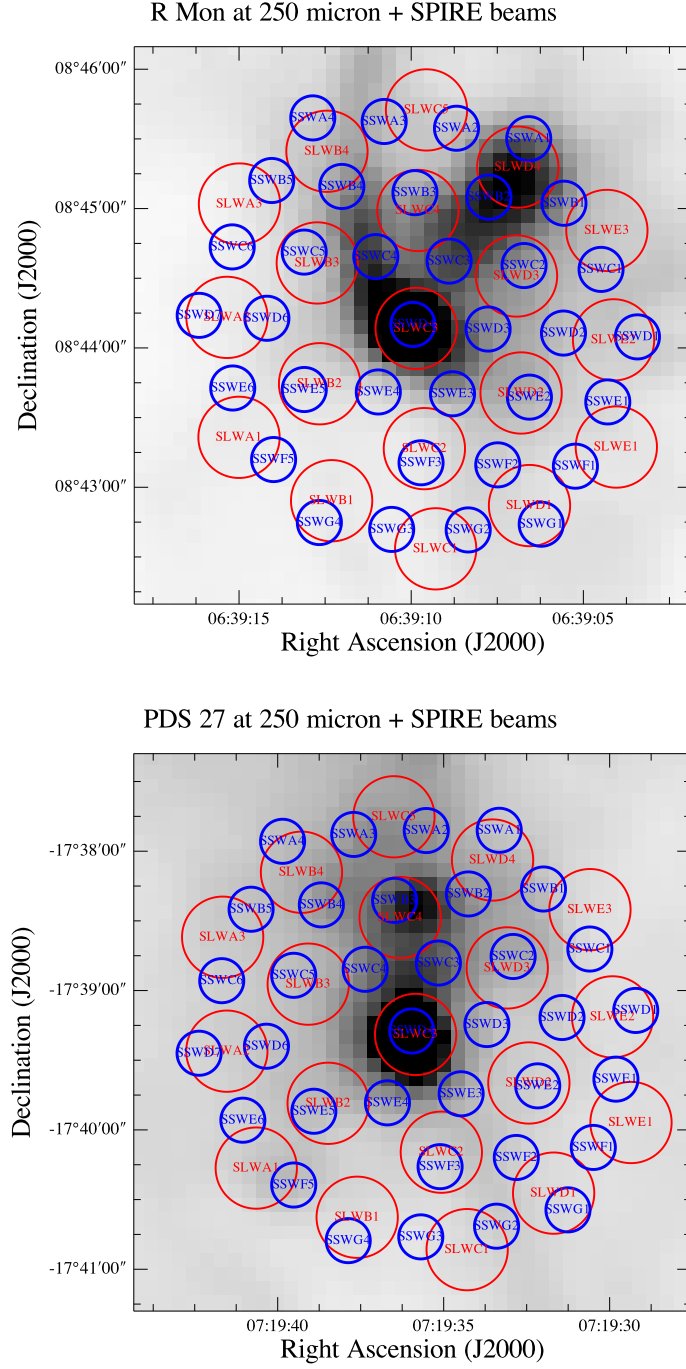 R Mon at 250 micron + SPIRE beams
08°46′00″
08°45′00″
08°44′00″
08°43′00″
Declination (J2000)
SLWC5
SSWA4
SSWA3
SSWA2
SSWA1
SLWB4
SLWD4
SSWB5
SSWB4
SSWB3
SSWB2
SSWB1
SLWA3
SLWC4
SLWE3
SSWC6
SSWC5
SLWB3
SSWC4
SSWC3
SSWC2
SLWD3
SSWC1
SSWD7
SLWA2
SSWD6
SLWC3
SSWD3
SSWD2
SLWE2
SSWD1
SSWE6
SSWE5
SLWB2
SSWE4
SSWE3
SLWD2
SSWE2
SSWE1
SLWA1
SLWC2
SLWE1
SSWF5
SSWF3
SSWF2
SSWF1
SLWB1
SLWD1
SSWG4
SSWG3
SSWG2
SSWG1
SLWC1
06:39:15 06:39:10 06:39:05
Right Ascension (J2000)
PDS 27 at 250 micron + SPIRE beams
-17°38′00″
-17°39′00″
-17°40′00″
-17°41′00″
Declination (J2000)
SLWC5
SSWA4
SSWA3
SSWA2
SSWA1
SLWB4
SLWD4
SSWB5
SSWB4
SSWB3
SSWB2
SSWB1
SLWA3
SLWC4
SLWE3
SSWC6
SSWC5
SLWB3
SSWC4
SSWC3
SSWC2
SLWD3
SSWC1
SSWD7
SLWA2
SSWD6
SLWC3
SSWD3
SSWD2
SLWE2
SSWD1
SSWE6
SSWE5
SLWB2
SSWE4
SSWE3
SLWD2
SSWE2
SSWE1
SLWA1
SLWC2
SLWE1
SSWF5
SSWF3
SSWF2
SSWF1
SLWB1
SLWD1
SSWG4
SSWG3
SSWG2
SSWG1
SLWC1
07:19:40 07:19:35 07:19:30
Right Ascension (J2000)